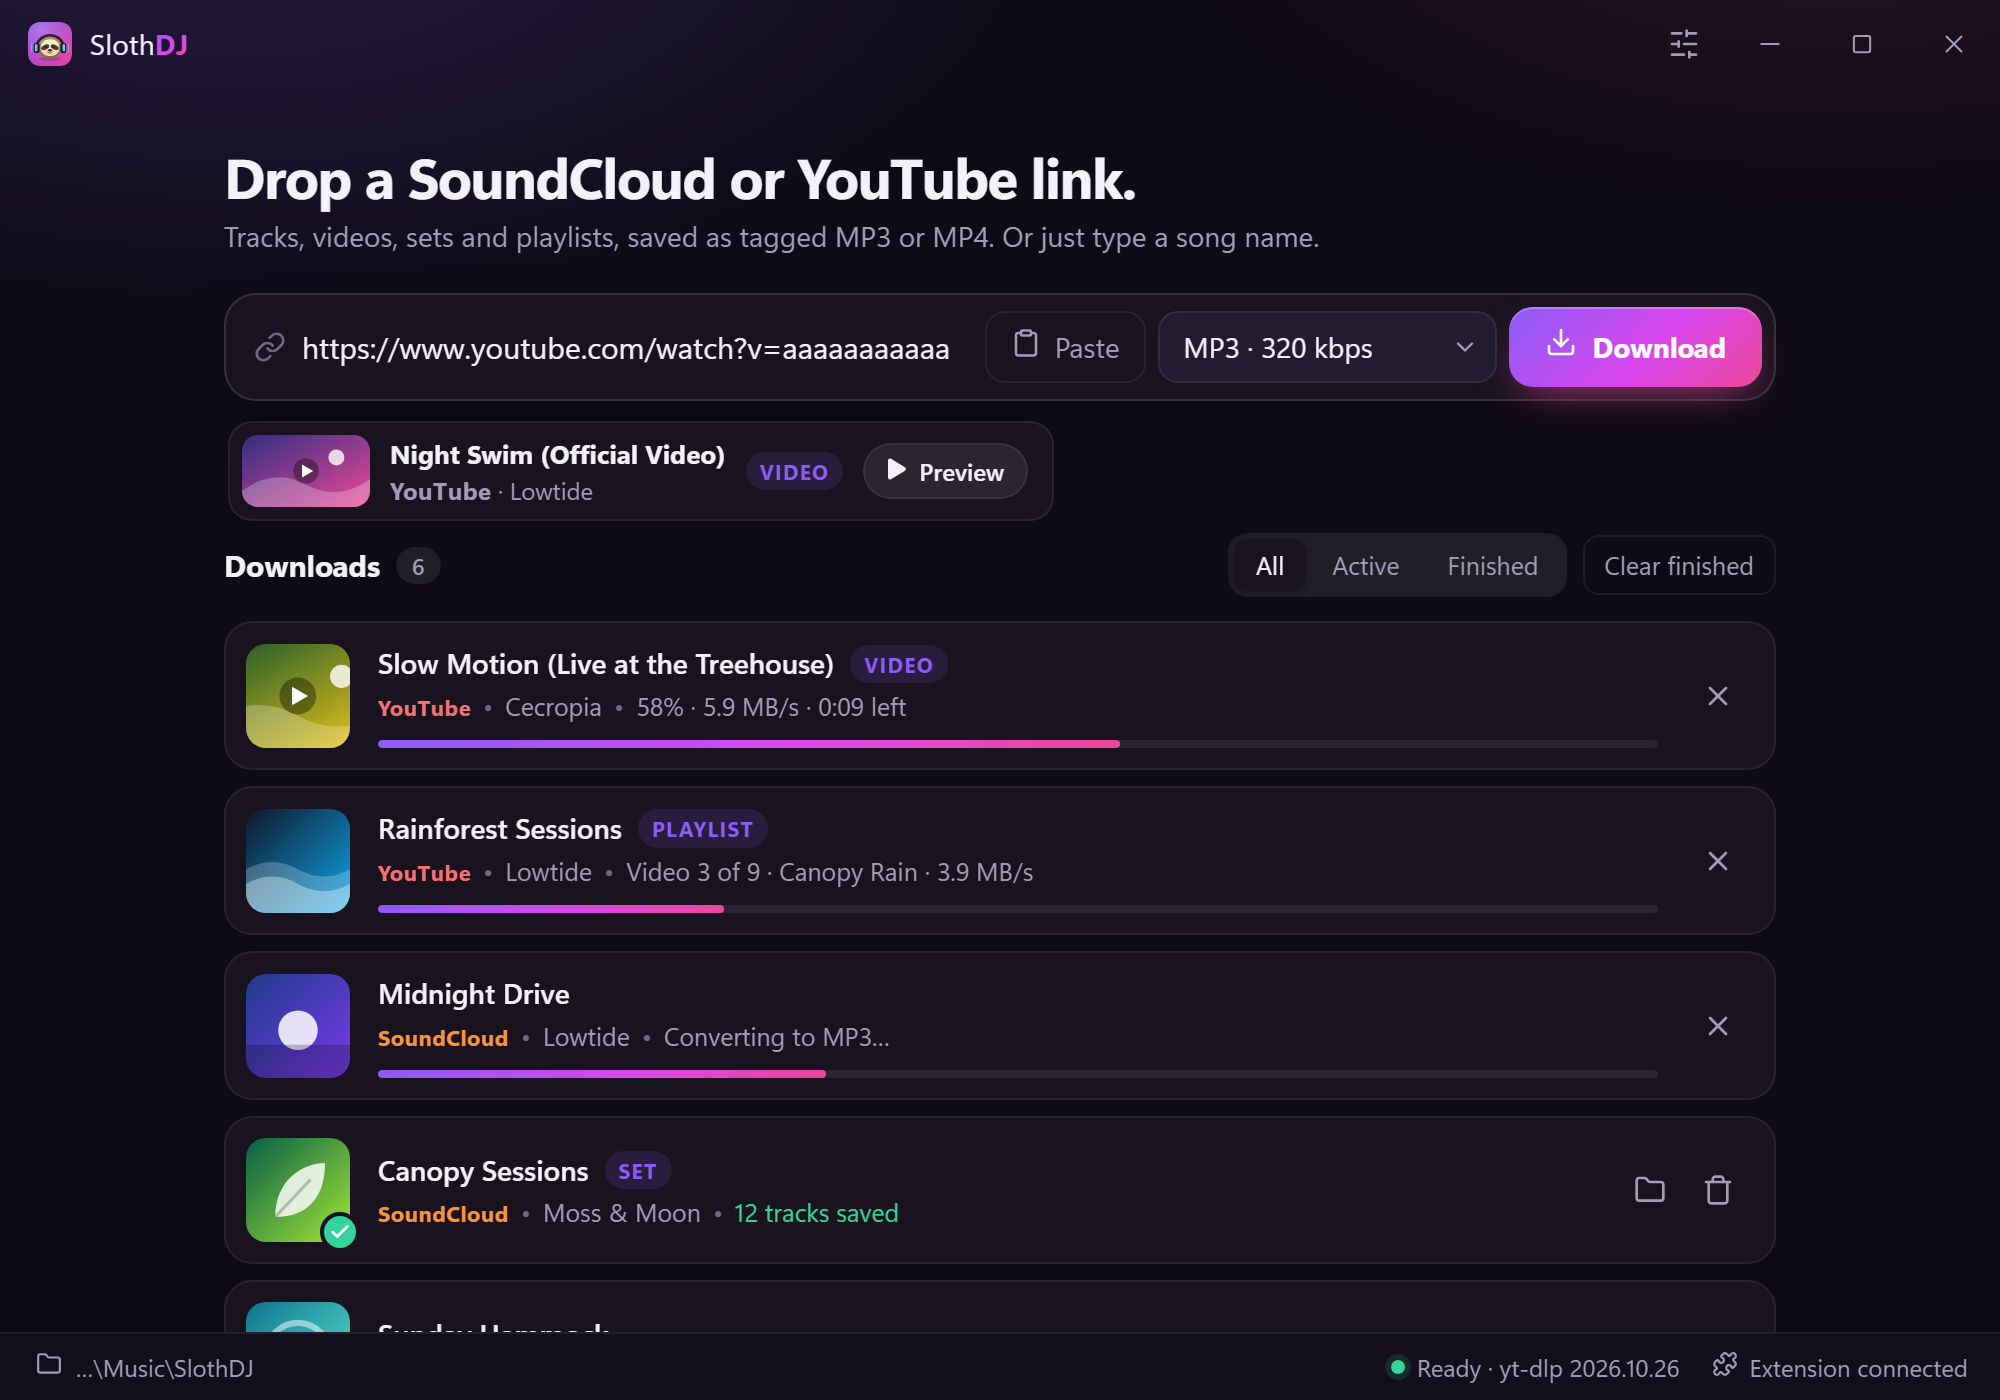 SlothDJ
Drop a SoundCloud or YouTube link.
Tracks, videos, sets and playlists, saved as tagged MP3 or MP4. Or just type a song name.
https://www.youtube.com/watch?v=aaaaaaaaaaa
Paste
MP3 · 320 kbps
Download
Night Swim (Official Video)
YouTube · Lowtide
VIDEO
Preview
Downloads 6
All Active Finished
Clear finished
Slow Motion (Live at the Treehouse) VIDEO
YouTube • Cecropia • 58% · 5.9 MB/s · 0:09 left
Rainforest Sessions PLAYLIST
YouTube • Lowtide • Video 3 of 9 · Canopy Rain · 3.9 MB/s
Midnight Drive
SoundCloud • Lowtide • Converting to MP3...
Canopy Sessions SET
SoundCloud • Moss & Moon • 12 tracks saved
Sunday Hammock
...\Music\SlothDJ
Ready · yt-dlp 2026.10.26
Extension connected